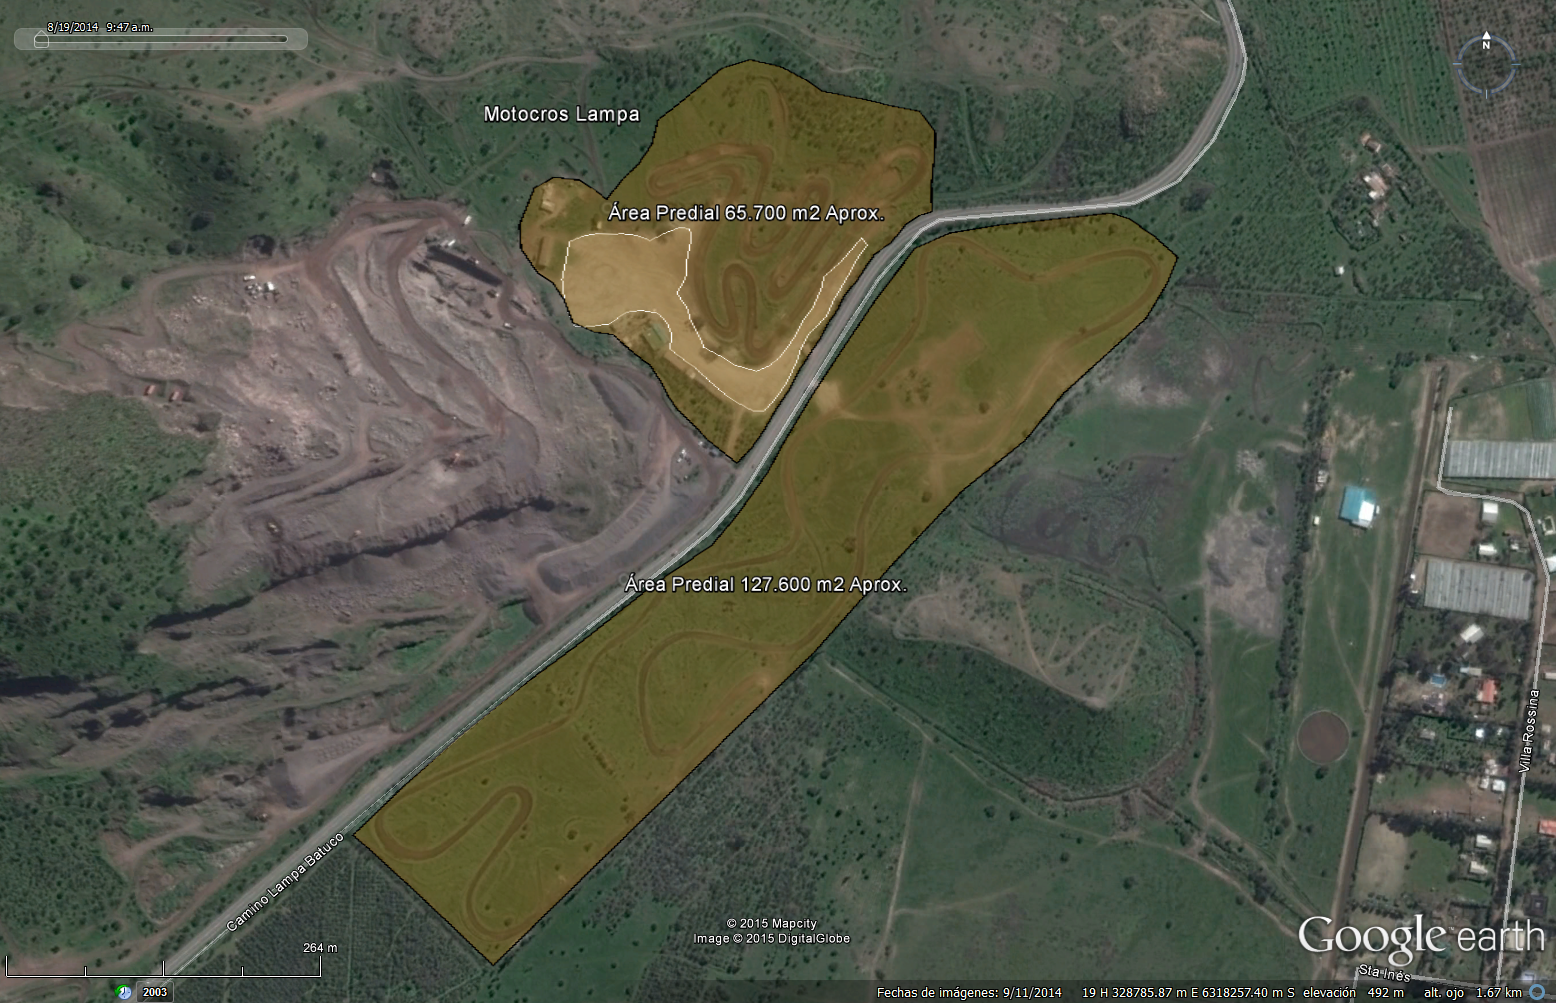 8/19/2014 9:47 a.m.
N
Motocros Lampa
Área Predial 65.700 m2 Aprox.
Área Predial 127.600 m2 Aprox.
Villa Rossina
Camino Lampa Batuco
© 2015 Mapcity
Image © 2015 DigitalGlobe
Google earth
264 m
Sta Inés
2003
Fechas de imágenes: 9/11/2014 19 H 328785.87 m E 6318257.40 m S elevación 492 m alt. ojo 1.67 km